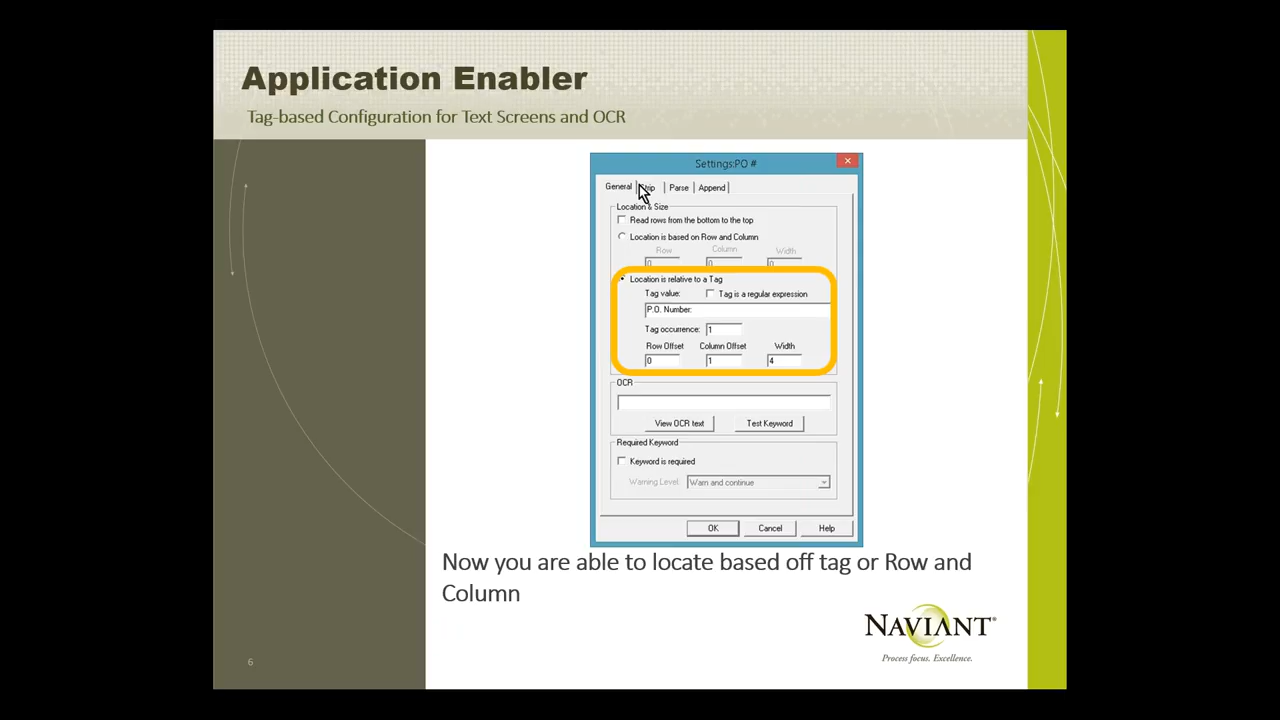 Application Enabler
Tag-based Configuration for Text Screens and OCR
Settings:PO #
General Parse Append
Location & Size
Read rows from the bottom to the top
Location is based on Row and Column
Row Column Width
0 0 0
Location is relative to a Tag
Tag value: Tag is a regular expression
P.O. Number:
Tag occurrence: 1
Row Offset Column Offset Width
0 1 4
OCR
View OCR text Test Keyword
Required Keyword
Keyword is required
Warning Level: Warn and continue
OK Cancel Help
Now you are able to locate based off tag or Row and
Column
NAVIANT®
Process focus. Excellence.
6